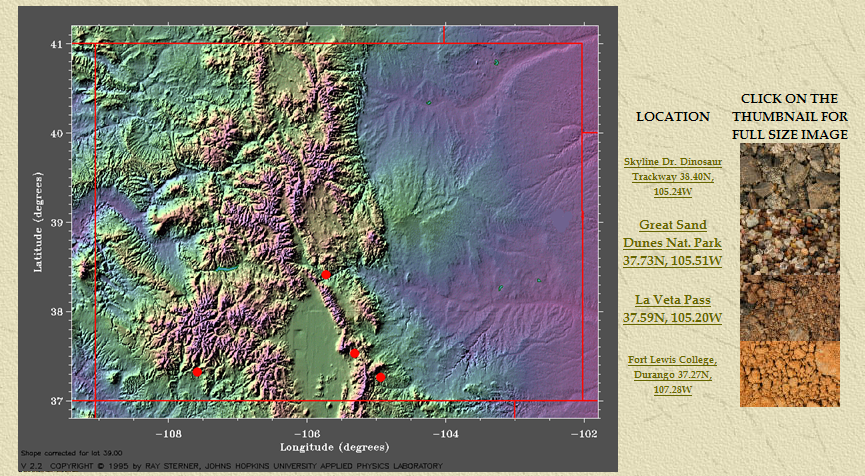 41
40
39
38
37
Latitude (degrees)
-108
-106
-104
-102
Longitude (degrees)
Shape corrected for lat 39.00
V 2.2 COPYRIGHT © 1995 by RAY STERNER, JOHNS HOPKINS UNIVERSITY APPLIED PHYSICS LABORATORY
LOCATION
CLICK ON THE
THUMBNAIL FOR
FULL SIZE IMAGE
Skyline Dr. Dinosaur
Trackway 38.40N,
105.24W
Great Sand
Dunes Nat. Park
37.73N, 105.51W
La Veta Pass
37.59N, 105.20W
Fort Lewis College,
Durango 37.27N,
107.28W